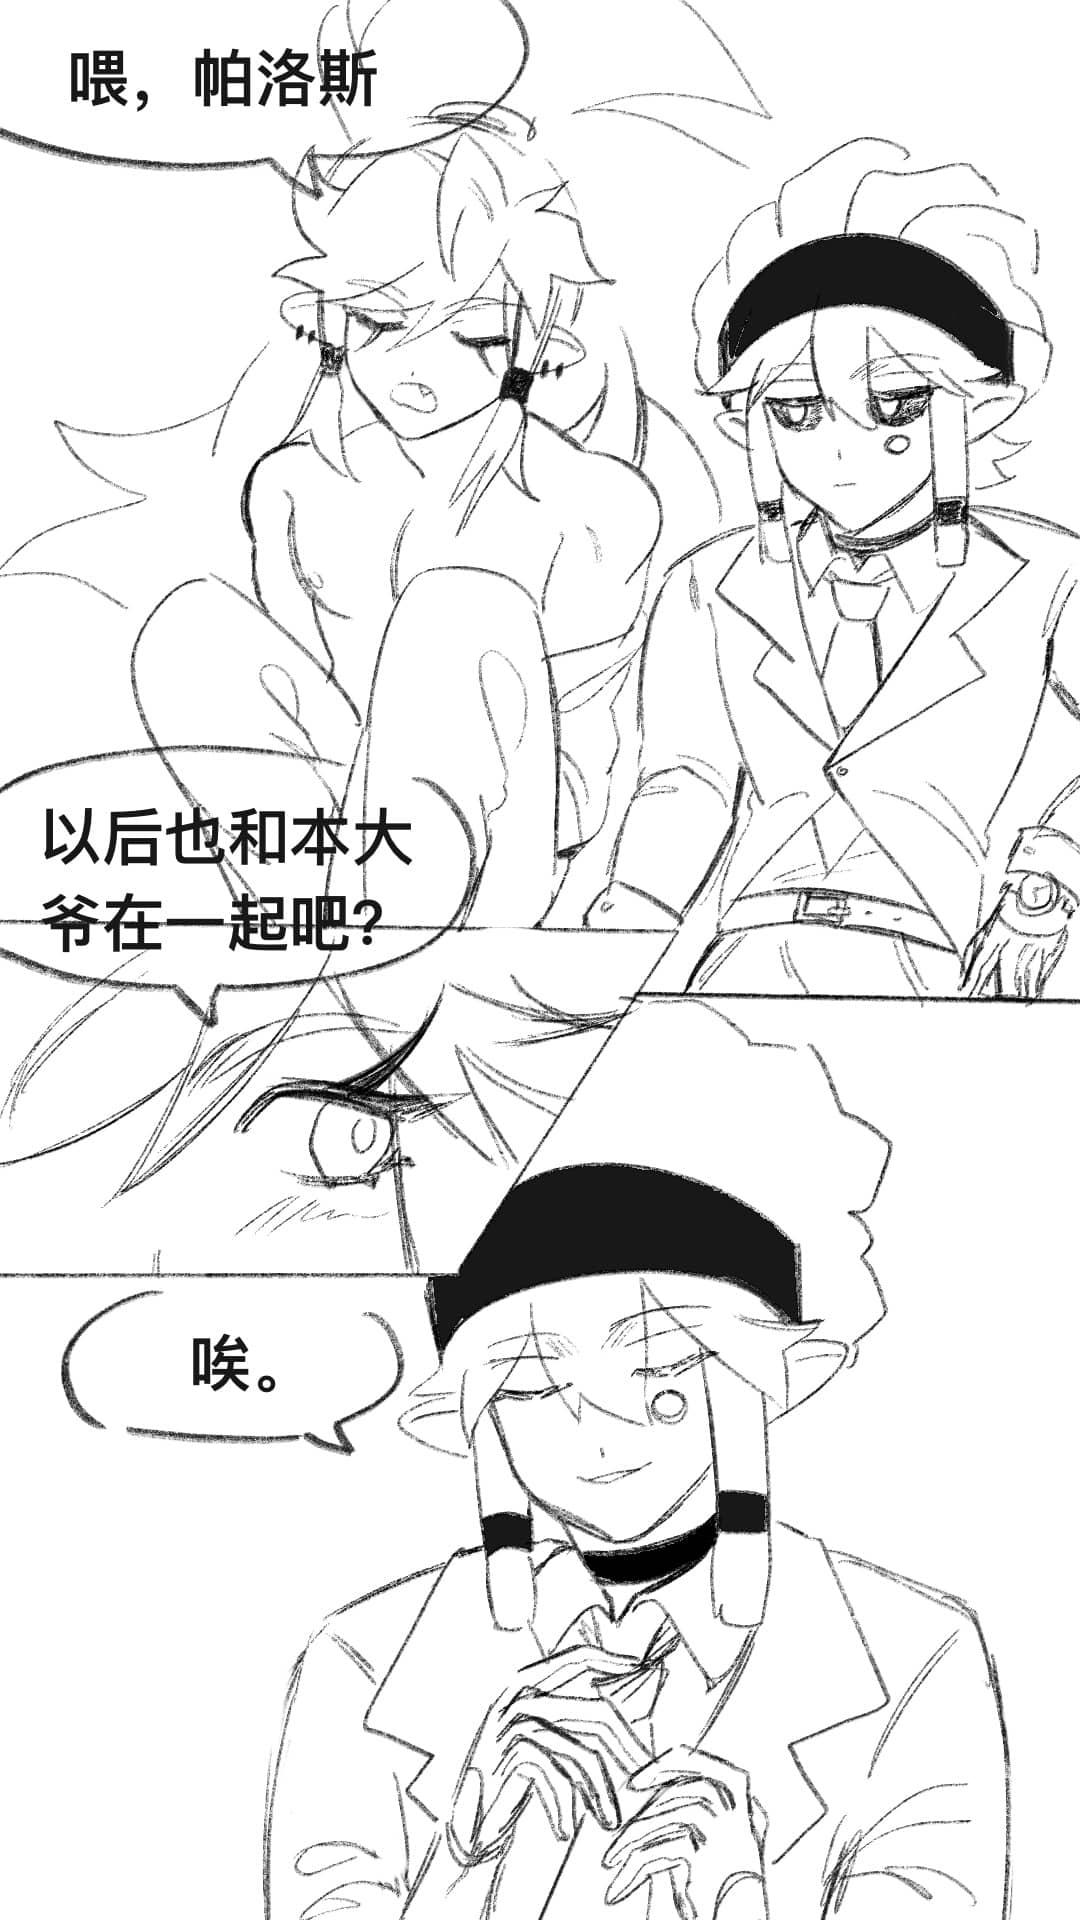 喂，帕洛斯
以后也和本大
爷在一起吧？
唉。